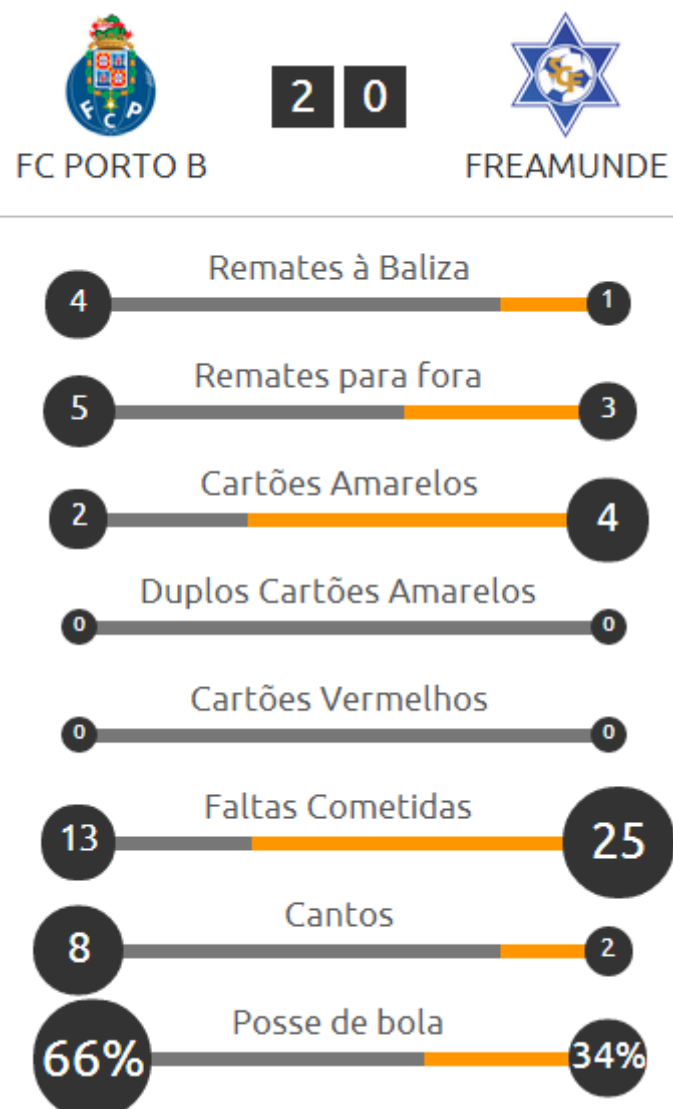 FCP
SCF
2 0
FC PORTO B FREAMUNDE
Remates à Baliza
4 1
Remates para fora
5 3
Cartões Amarelos
2 4
Duplos Cartões Amarelos
0 0
Cartões Vermelhos
0 0
Faltas Cometidas
13 25
Cantos
8 2
Posse de bola
66% 34%